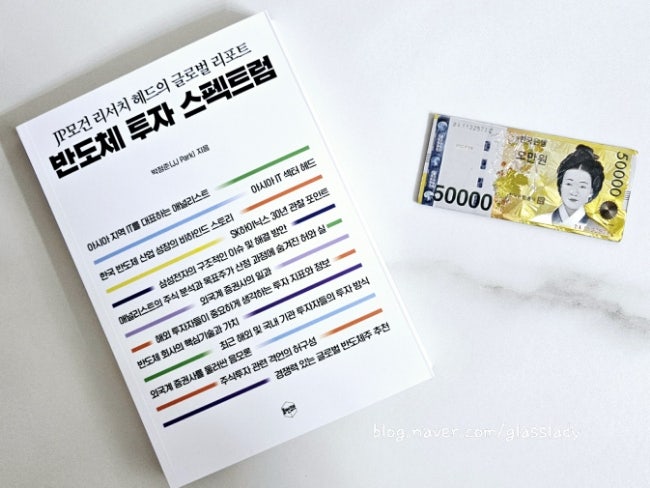 JP모건 리서치 헤드의 글로벌 리포트
반도체 투자 스펙트럼
박정준(JJ Park) 지음
아시아 지역 IT를 대표하는 애널리스트
아시아 IT 섹터 헤드
한국 반도체 산업 성장의 비하인드 스토리
SK하이닉스 30년 관찰 포인트
삼성전자의 구조적인 이슈 및 해결 방안
애널리스트의 주식 분석과 목표주가 산정 과정에 숨겨진 허와 실
외국계 증권사의 일과
해외 투자자들이 중요하게 생각하는 투자 지표와 정보
반도체 회사의 핵심기술과 가치
최근 해외 및 국내 기관 투자자들의 투자 방식
외국계 증권사를 둘러싼 음모론
주식투자 관련 격언의 허구성
경쟁력 있는 글로벌 반도체주 추천
한국은행
오만원
50000
50000
blog.naver.com/glasslady